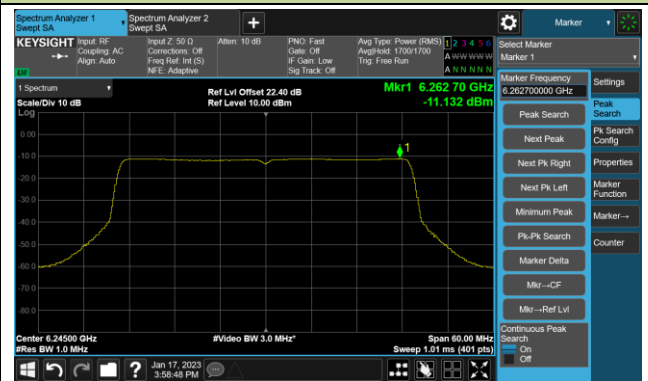 Spectrum Analyzer 1
Swept SA
Spectrum Analyzer 2
Swept SA
+
Marker
KEYSIGHT
Input: RF
Coupling: AC
Align: Auto
Input Z: 50 Ω
Corrections: Off
Freq Ref: Int (S)
NFE: Adaptive
Atten: 10 dB
PNO: Fast
Gate: Off
IF Gain: Low
Sig Track: Off
Avg Type: Power (RMS)
Avg|Hold: 1700/1700
Trig: Free Run
1 2 3 4 5 6
A W W W W W
A N N N N N
LXI
Select Marker
Marker 1
1 Spectrum
Scale/Div 10 dB
Log
Ref Lvl Offset 22.40 dB
Ref Level 10.00 dBm
Mkr1 6.262 70 GHz
-11.132 dBm
0.00
-10.0
-20.0
-30.0
-40.0
-50.0
-60.0
-70.0
-80.0
1
Center 6.24500 GHz
#Res BW 1.0 MHz
#Video BW 3.0 MHz*
Span 60.00 MHz
Sweep 1.01 ms (401 pts)
Marker Frequency
6.262700000 GHz
Peak Search
Next Peak
Next Pk Right
Next Pk Left
Minimum Peak
Pk-Pk Search
Marker Delta
Mkr→CF
Mkr→Ref Lvl
Continuous Peak
Search
On
Off
Settings
Peak
Search
Pk Search
Config
Properties
Marker
Function
Marker→
Counter
?
Jan 17, 2023
3:58:48 PM